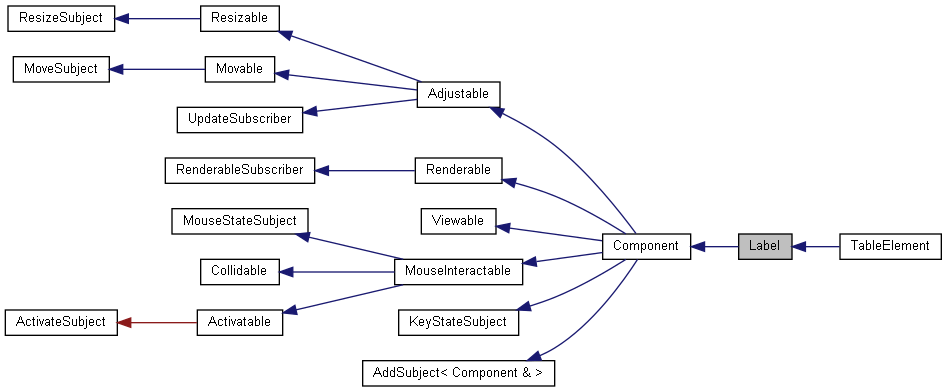 ResizeSubject
Resizable
MoveSubject
Movable
Adjustable
UpdateSubscriber
RenderableSubscriber
Renderable
MouseStateSubject
Viewable
Component
Label
TableElement
Collidable
MouseInteractable
ActivateSubject
Activatable
KeyStateSubject
AddSubject< Component & >